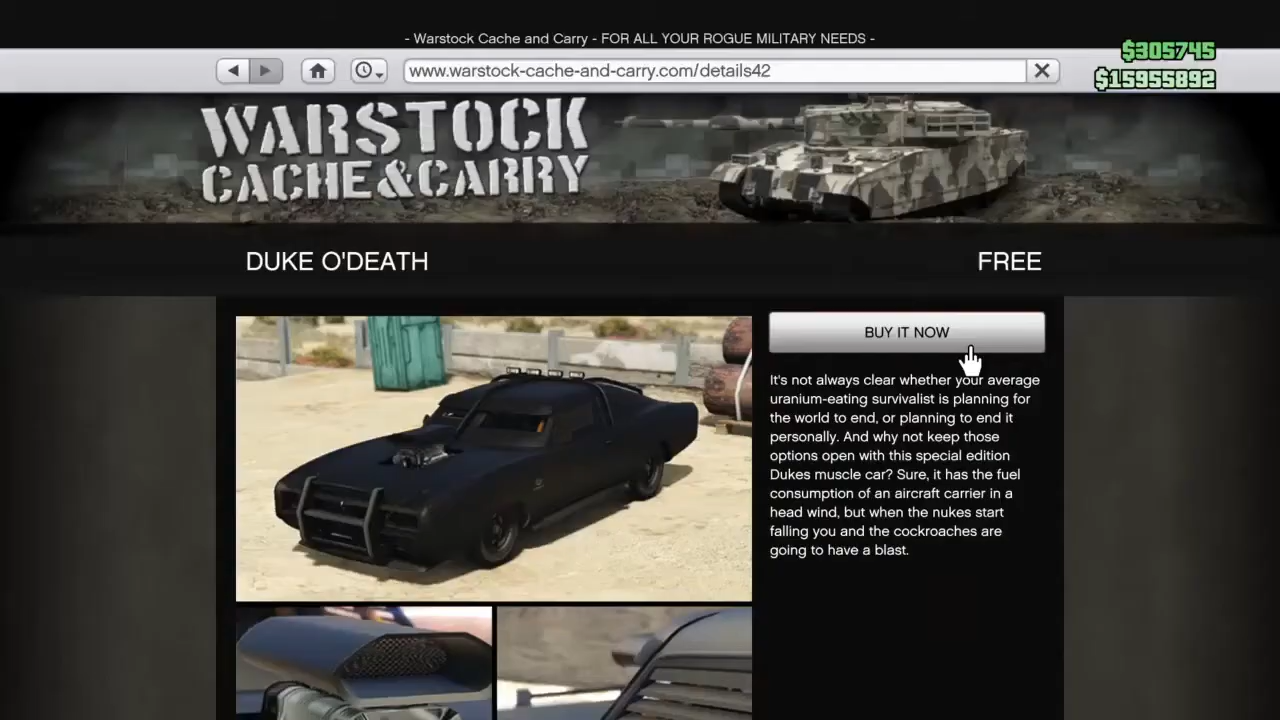 - Warstock Cache and Carry - FOR ALL YOUR ROGUE MILITARY NEEDS -
$305745
www.warstock-cache-and-carry.com/details42
$15955892
WARSTOCK
CACHE&CARRY
DUKE O'DEATH
FREE
BUY IT NOW
It's not always clear whether your average
uranium-eating survivalist is planning for
the world to end, or planning to end it
personally. And why not keep those
options open with this special edition
Dukes muscle car? Sure, it has the fuel
consumption of an aircraft carrier in a
head wind, but when the nukes start
falling you and the cockroaches are
going to have a blast.